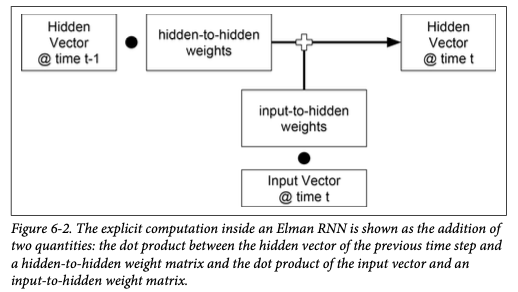 Hidden
Vector
@ time t-1
hidden-to-hidden
weights
Hidden
Vector
@ time t
input-to-hidden
weights
Input Vector
@ time t
Figure 6-2. The explicit computation inside an Elman RNN is shown as the addition of
two quantities: the dot product between the hidden vector of the previous time step and
a hidden-to-hidden weight matrix and the dot product of the input vector and an
input-to-hidden weight matrix.